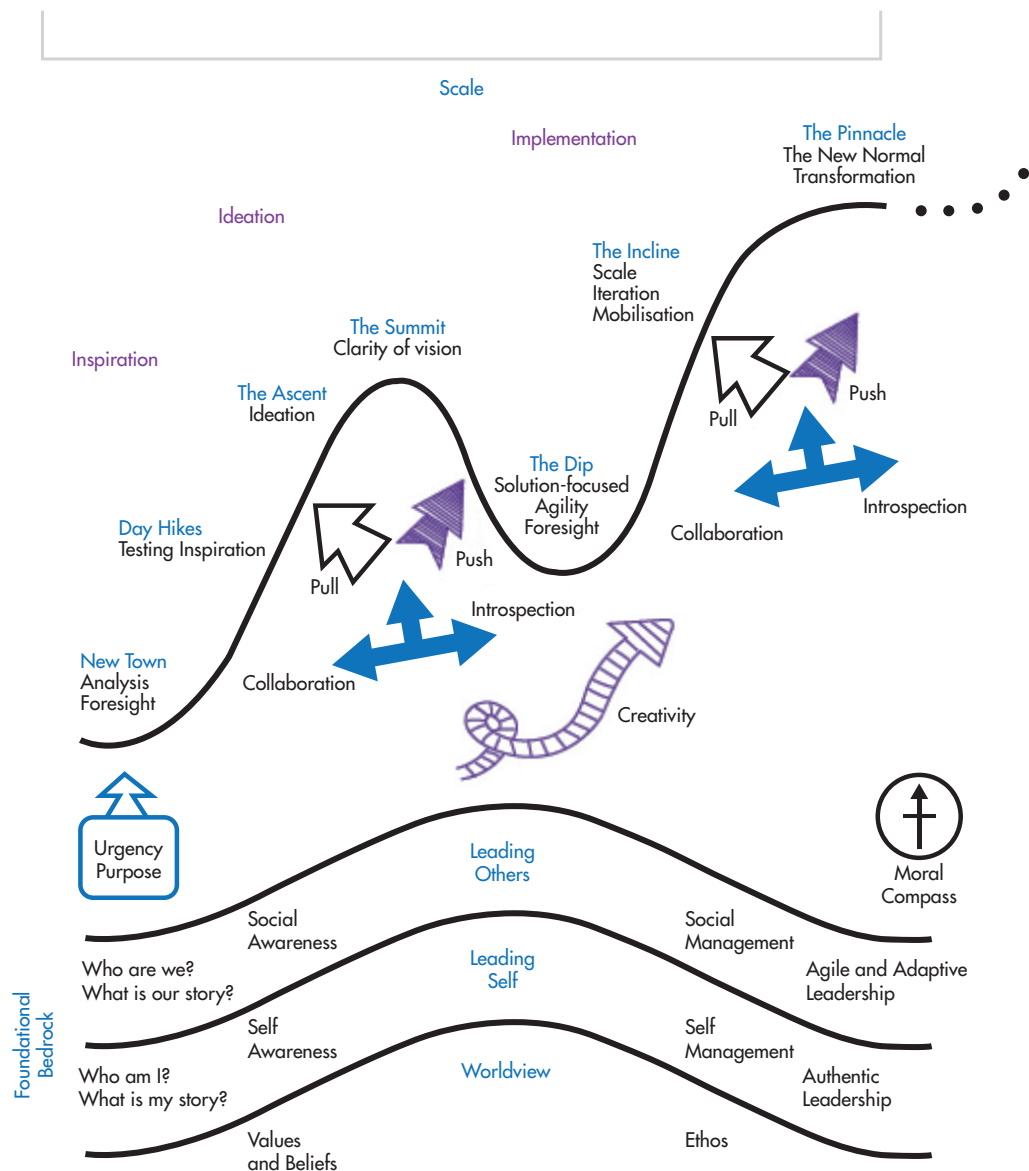 Scale
Implementation
The Pinnacle
The New Normal
Transformation
Ideation
The Incline
Scale
Iteration
Mobilisation
The Summit
Clarity of vision
Inspiration
The Ascent
Ideation
Pull
Push
The Dip
Solution-focused
Agility
Foresight
Day Hikes
Testing Inspiration
Collaboration
Introspection
Pull
Push
Introspection
Collaboration
New Town
Analysis
Foresight
Creativity
Urgency
Purpose
Moral
Compass
Leading
Others
Social
Awareness
Social
Management
Who are we?
What is our story?
Leading
Self
Agile and Adaptive
Leadership
Foundational
Bedrock
Self
Awareness
Self
Management
Who am I?
What is my story?
Worldview
Authentic
Leadership
Values
and Beliefs
Ethos